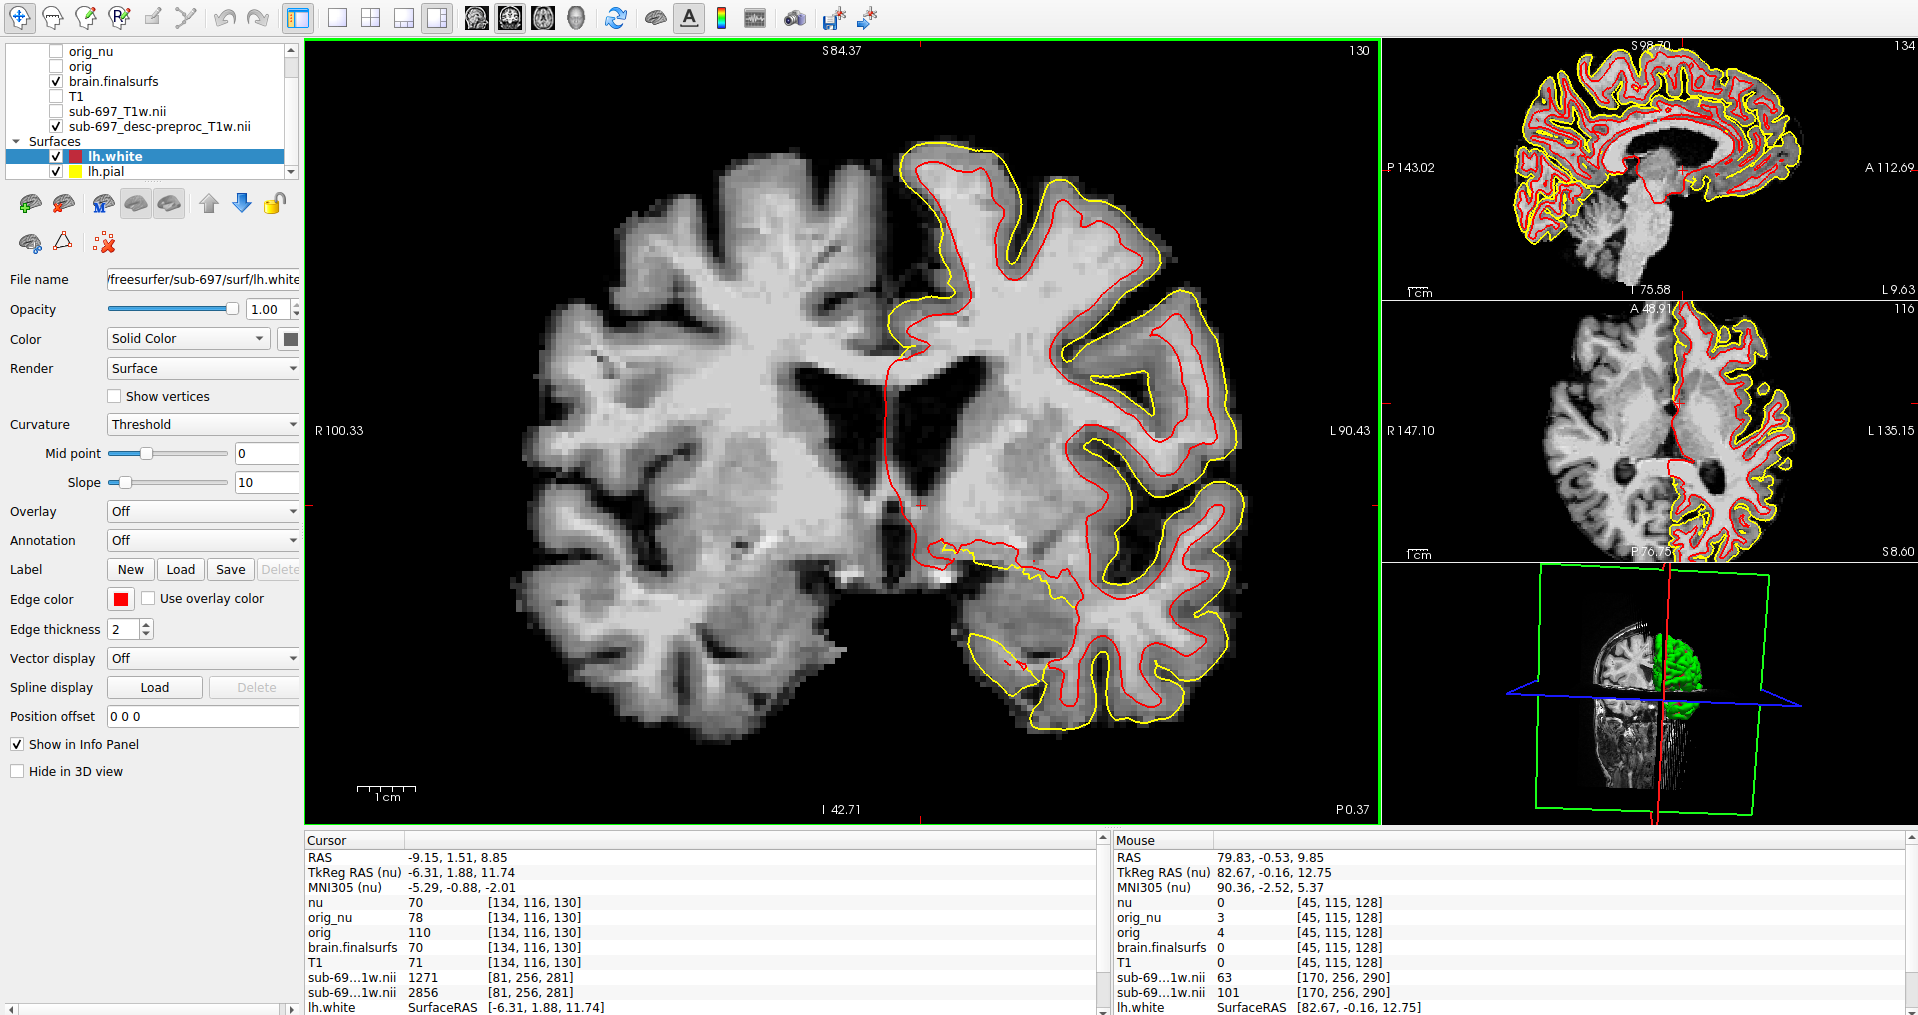 A
orig_nu
orig
brain.finalsurfs
T1
sub-697_T1w.nii
sub-697_desc-preproc_T1w.nii
Surfaces
lh.white
lh.pial
M
File name /freesurfer/sub-697/surf/lh.white
Opacity 1.00
Color Solid Color
Render Surface
Show vertices
Curvature Threshold
Mid point 0
Slope 10
Overlay Off
Annotation Off
Label New Load Save Delete
Edge color Use overlay color
Edge thickness 2
Vector display Off
Spline display Load Delete
Position offset 0 0 0
Show in Info Panel
Hide in 3D view
S 84.37 130
R 100.33 L 90.43
1 cm
I 42.71 P 0.37
S 98.70 134
P 143.02 A 112.69
1 cm I 75.58 L 9.63
A 48.91 116
R 147.10 L 135.15
1 cm P 76.75 S 8.60
Cursor
RAS -9.15, 1.51, 8.85
TkReg RAS (nu) -6.31, 1.88, 11.74
MNI305 (nu) -5.29, -0.88, -2.01
nu 70 [134, 116, 130]
orig_nu 78 [134, 116, 130]
orig 110 [134, 116, 130]
brain.finalsurfs 70 [134, 116, 130]
T1 71 [134, 116, 130]
sub-69...1w.nii 1271 [81, 256, 281]
sub-69...1w.nii 2856 [81, 256, 281]
lh.white SurfaceRAS [-6.31, 1.88, 11.74]
Mouse
RAS 79.83, -0.53, 9.85
TkReg RAS (nu) 82.67, -0.16, 12.75
MNI305 (nu) 90.36, -2.52, 5.37
nu 0 [45, 115, 128]
orig_nu 3 [45, 115, 128]
orig 4 [45, 115, 128]
brain.finalsurfs 0 [45, 115, 128]
T1 0 [45, 115, 128]
sub-69...1w.nii 63 [170, 256, 290]
sub-69...1w.nii 101 [170, 256, 290]
lh.white SurfaceRAS [82.67, -0.16, 12.75]